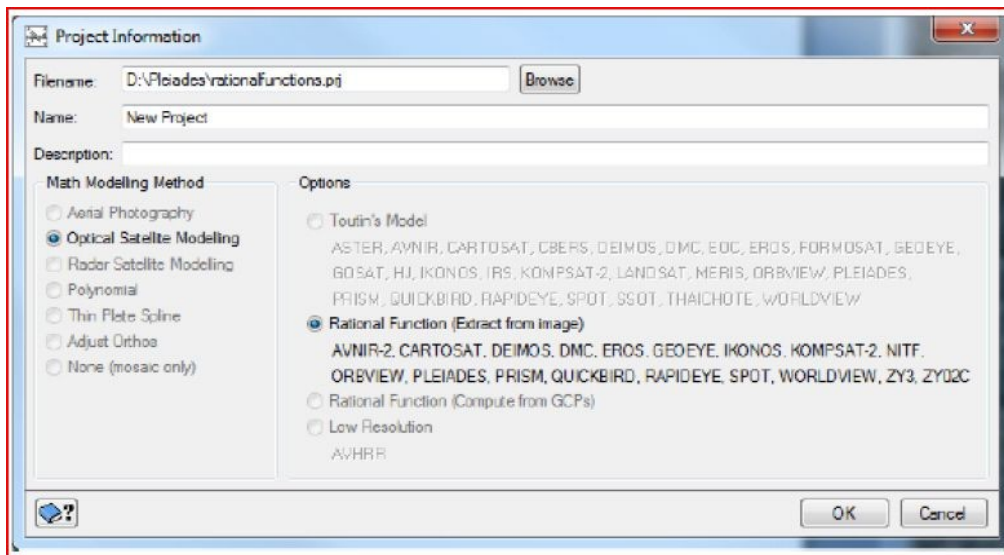 Project Information
Filename: D:\Pleiades\rationalfunctions.prj Browse
Name: New Project
Description:
Math Modelling Method
Aerial Photography
Optical Satellite Modelling
Radar Satellite Modelling
Polynomial
Thin Plate Spline
Adjust Orthos
None (mosaic only)
Options
Toutin's Model
ASTER, AVNIR, CARTOSAT, CBERS, DEIMOS, DMC, EOC, EROS, FORMOSAT, GEOEYE,
GOSAT, HJ, IKONOS, IRS, KOMPSAT-2, LANDSAT, MERIS, ORBVIEW, PLEIADES,
PRISM, QUICKBIRD, RAPIDEYE, SPOT, SSOT, THAICHOTE, WORLDVIEW
Rational Function (Extract from image)
AVNIR-2, CARTOSAT, DEIMOS, DMC, EROS, GEOEYE, IKONOS, KOMPSAT-2, NITF,
ORBVIEW, PLEIADES, PRISM, QUICKBIRD, RAPIDEYE, SPOT, WORLDVIEW, ZY3, ZY02C
Rational Function (Compute from GCPs)
Low Resolution
AVHRR
OK Cancel